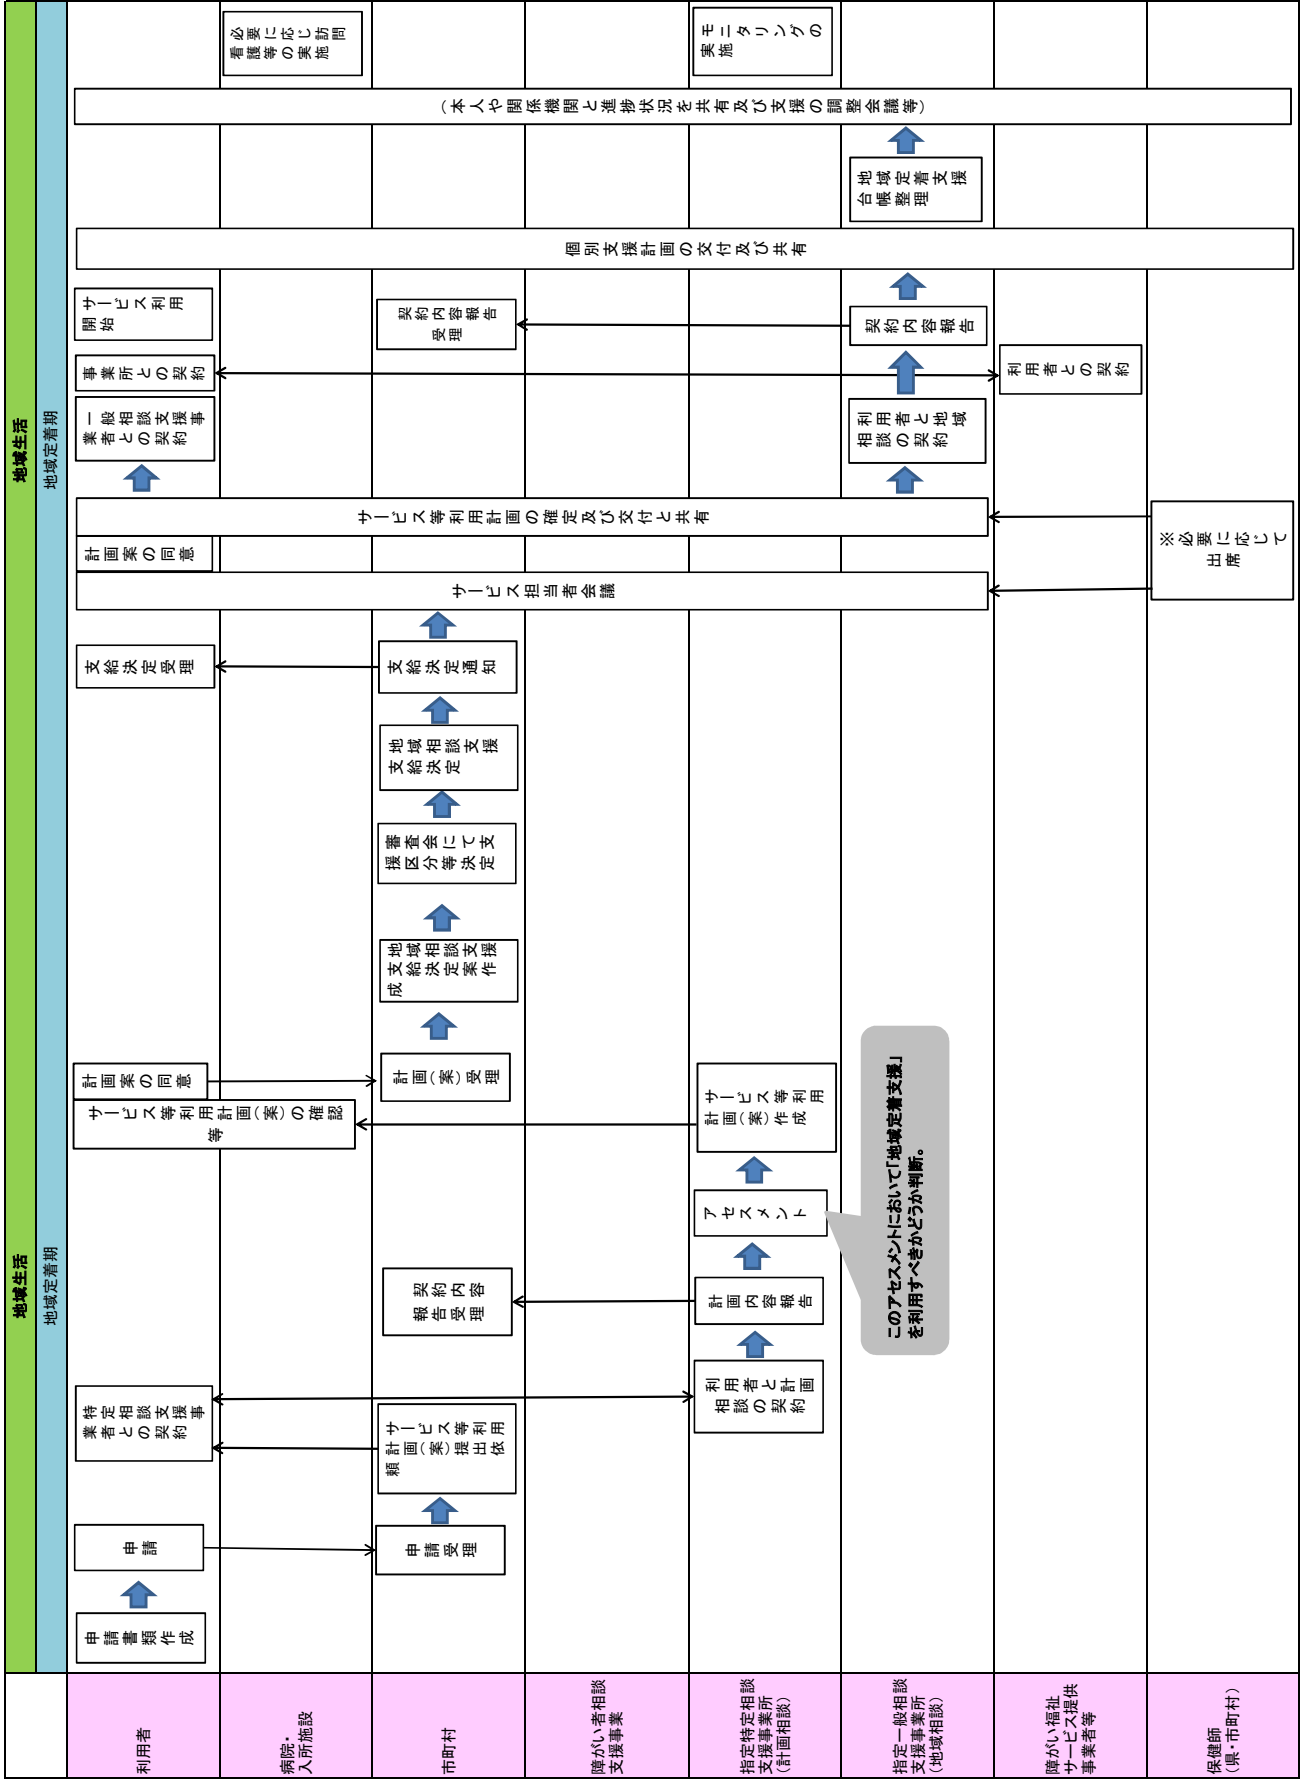 地域生活
地域生活
地域定着期
地域定着期
利用者
申請書類作成
申請
特定相談支援事
業者との契約
サービス等利用計画(案)の確認
等
計画案の同意
支給決定受理
サービス担当者会議
計画案の同意
サービス等利用計画の確定及び交付と共有
一般相談支援事
業者との契約
事業所との契約
サービス利用
開始
個別支援計画の交付及び共有
(本人や関係機関と進捗状況を共有及び支援の調整会議等)
病院・
入所施設
必要に応じ訪問
看護等の実施
市町村
申請受理
サービス等利用
計画(案)提出依
頼
契約内容
報告受理
計画(案)受理
地域相談支援
支給決定案作
成
審査会にて支
援区分等決定
地域相談支援
支給決定
支給決定通知
契約内容報告
受理
障がい者相談
支援事業
指定特定相談
支援事業所
(計画相談)
利用者と計画
相談の契約
計画内容報告
アセスメント
サービス等利用
計画(案)作成
モニタリングの
実施
指定一般相談
支援事業所
(地域相談)
このアセスメントにおいて「地域定着支援」
を利用すべきかどうか判断。
利用者と地域
相談の契約
契約内容報告
地域定着支援
台帳整理
障がい福祉
サービス提供
事業者等
利用者との契約
保健師
(県・市町村)
※必要に応じて
出席